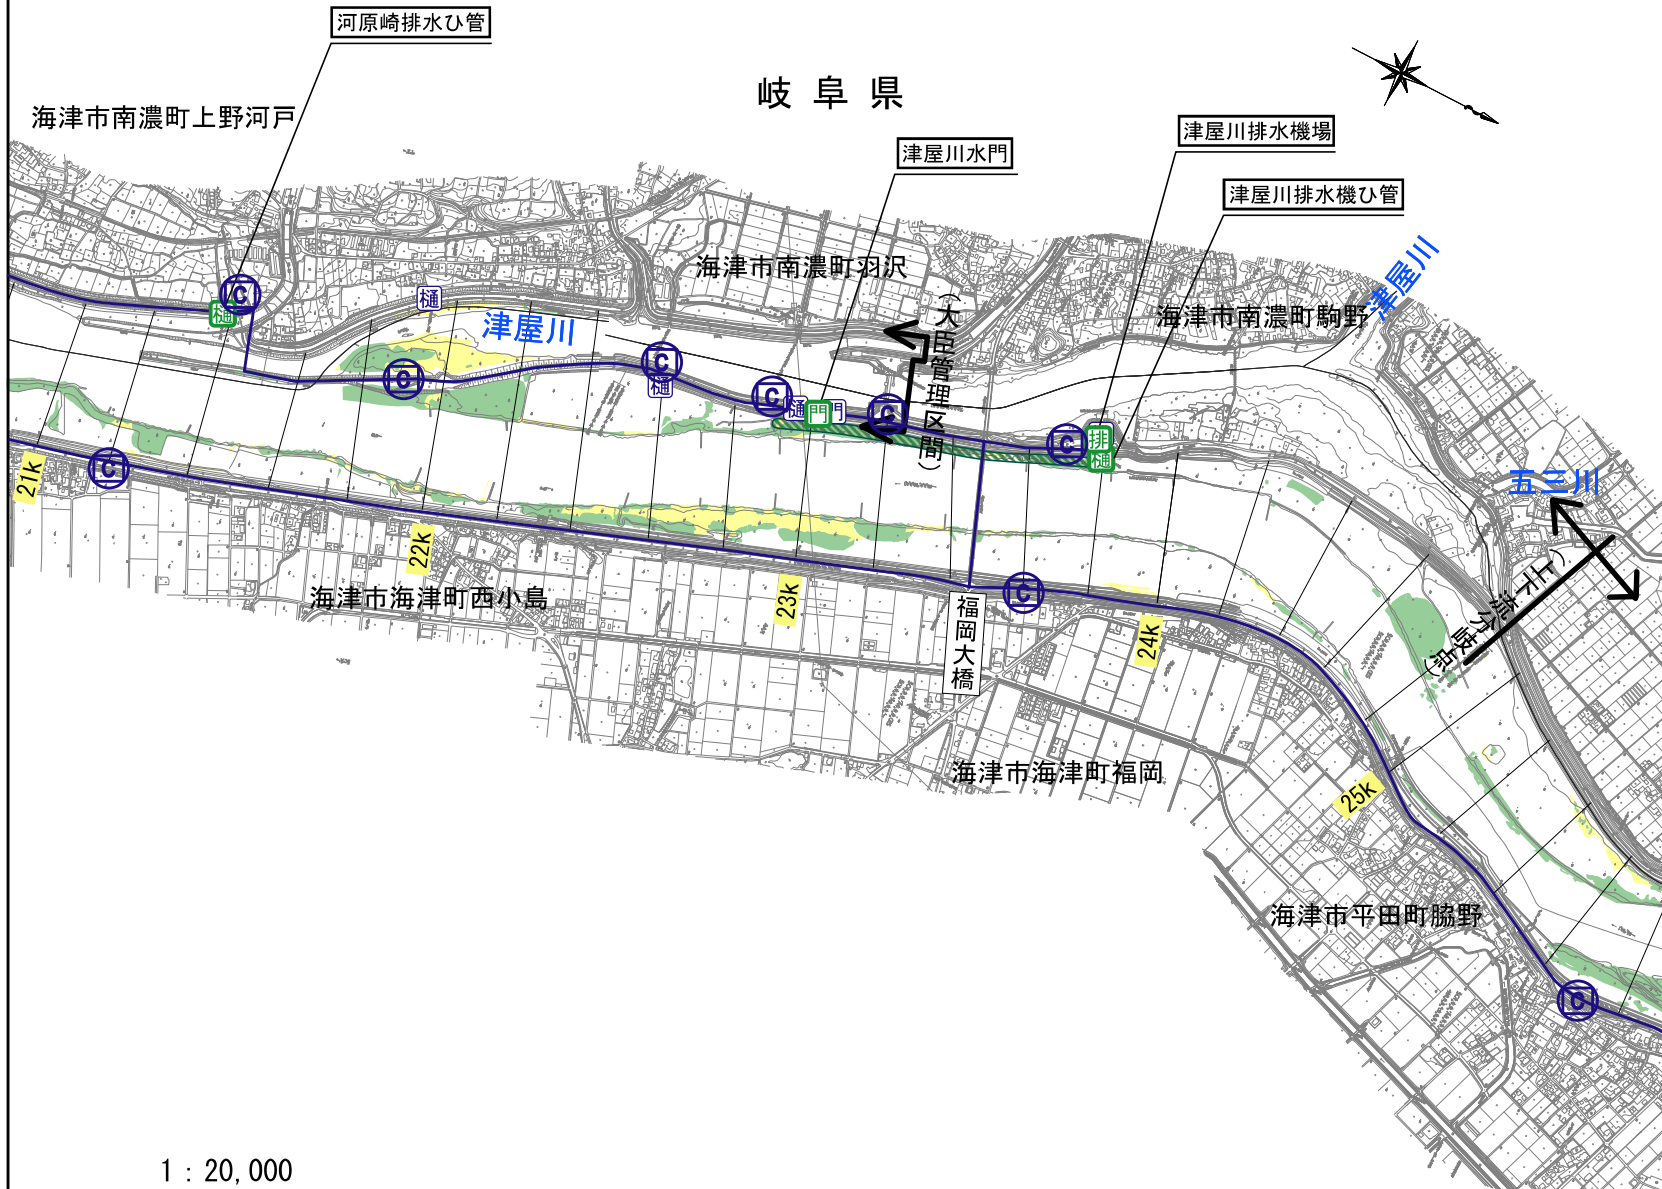 河原崎排水ひ管
岐阜県
海津市南濃町上野河戸
津屋川排水機場
津屋川水門
津屋川排水機ひ管
海津市南濃町羽沢
津屋川
海津市南濃町駒野
(大臣管理区間)
津屋川
樋
樋
C
C
C
樋
C
樋
門
門
C
C
排
樋
五三川
(上下流分岐点)
21k
C
22k
海津市海津町西小島
23k
C
福岡大橋
24k
海津市海津町福岡
25k
海津市平田町脇野
C
1:20,000